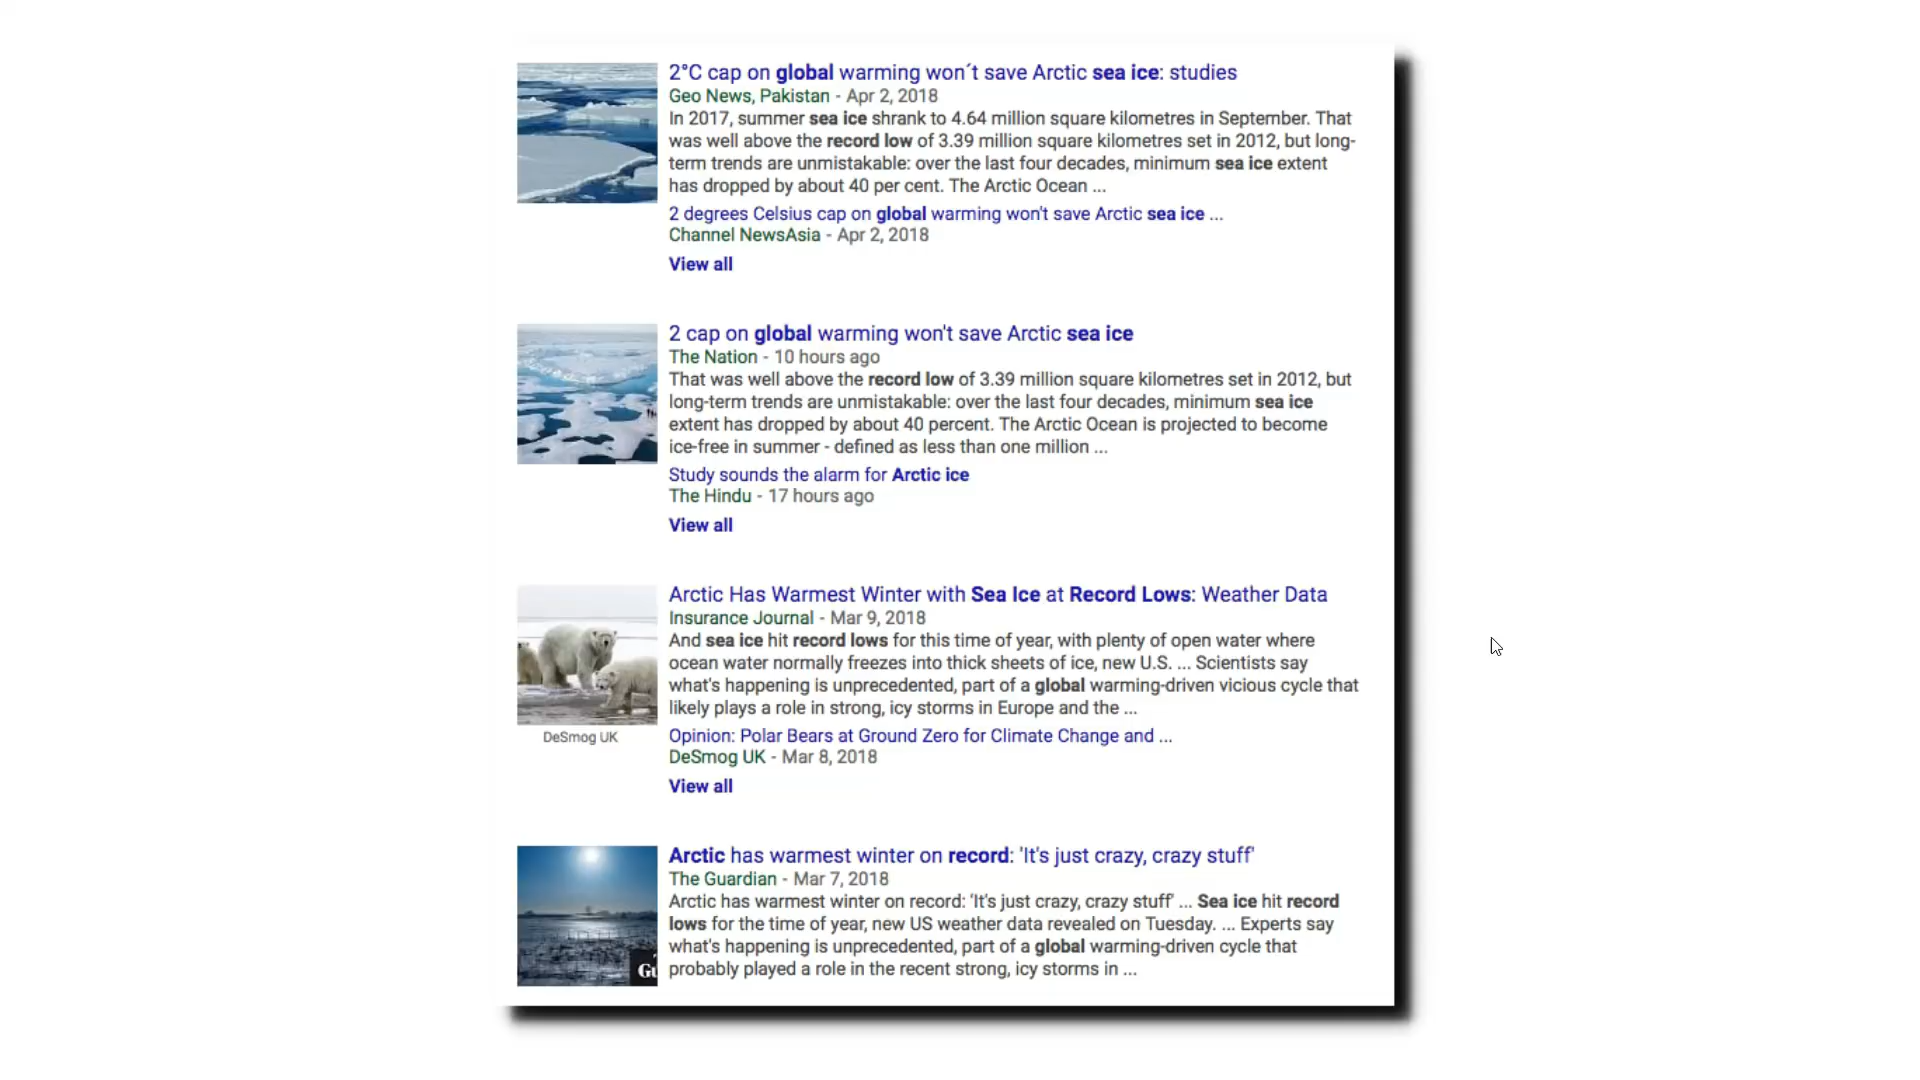 2°C cap on global warming won´t save Arctic sea ice: studies
Geo News, Pakistan - Apr 2, 2018
In 2017, summer sea ice shrank to 4.64 million square kilometres in September. That
was well above the record low of 3.39 million square kilometres set in 2012, but long-
term trends are unmistakable: over the last four decades, minimum sea ice extent
has dropped by about 40 per cent. The Arctic Ocean ...
2 degrees Celsius cap on global warming won't save Arctic sea ice ...
Channel NewsAsia - Apr 2, 2018
View all
2 cap on global warming won't save Arctic sea ice
The Nation - 10 hours ago
That was well above the record low of 3.39 million square kilometres set in 2012, but
long-term trends are unmistakable: over the last four decades, minimum sea ice
extent has dropped by about 40 percent. The Arctic Ocean is projected to become
ice-free in summer - defined as less than one million ...
Study sounds the alarm for Arctic ice
The Hindu - 17 hours ago
View all
Arctic Has Warmest Winter with Sea Ice at Record Lows: Weather Data
Insurance Journal - Mar 9, 2018
And sea ice hit record lows for this time of year, with plenty of open water where
ocean water normally freezes into thick sheets of ice, new U.S. ... Scientists say
what's happening is unprecedented, part of a global warming-driven vicious cycle that
likely plays a role in strong, icy storms in Europe and the ...
DeSmog UK
Opinion: Polar Bears at Ground Zero for Climate Change and ...
DeSmog UK - Mar 8, 2018
View all
Arctic has warmest winter on record: 'It's just crazy, crazy stuff'
The Guardian - Mar 7, 2018
Arctic has warmest winter on record: 'It's just crazy, crazy stuff' ... Sea ice hit record
lows for the time of year, new US weather data revealed on Tuesday. ... Experts say
what's happening is unprecedented, part of a global warming-driven cycle that
probably played a role in the recent strong, icy storms in ...